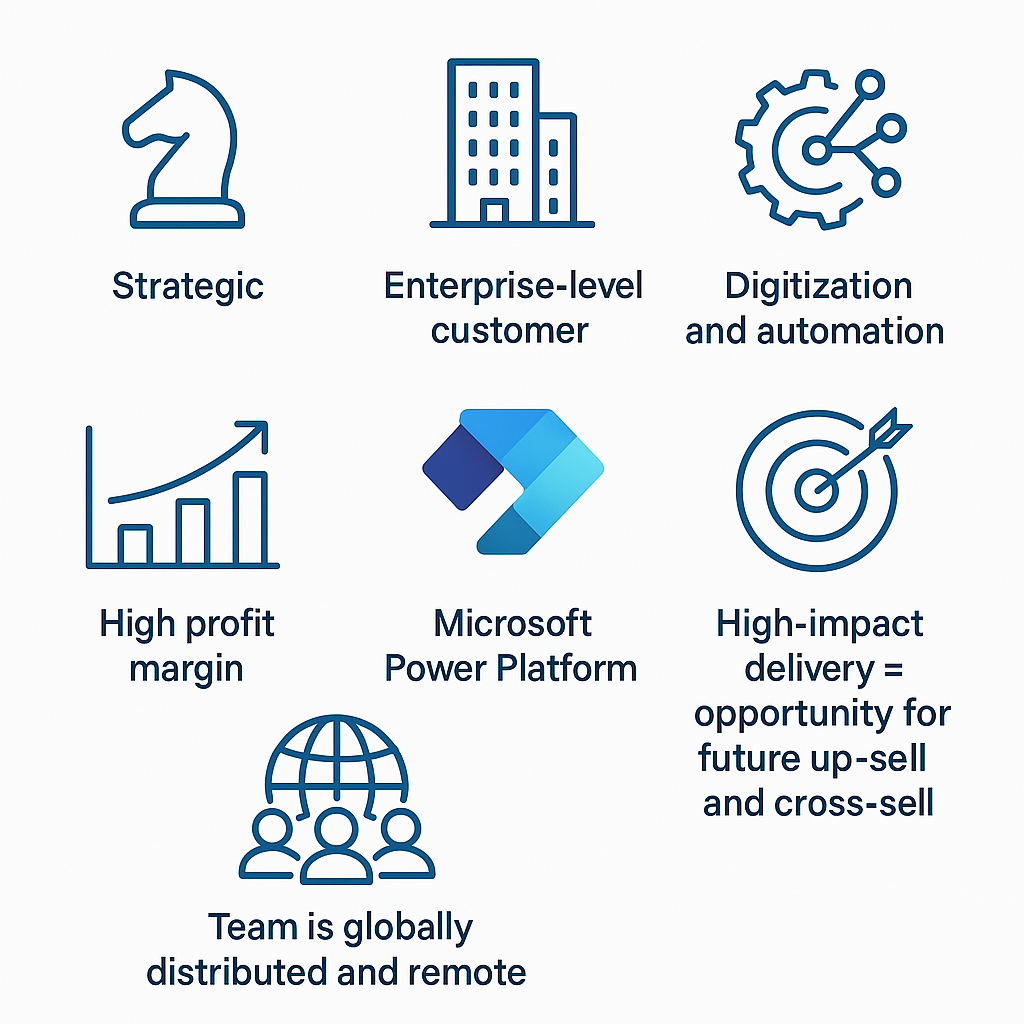 Strategic
Enterprise-level
customer
Digitization
and automation
High profit
margin
Microsoft
Power Platform
High-impact
delivery =
opportunity for
future up-sell
and cross-sell
Team is globally
distributed and remote